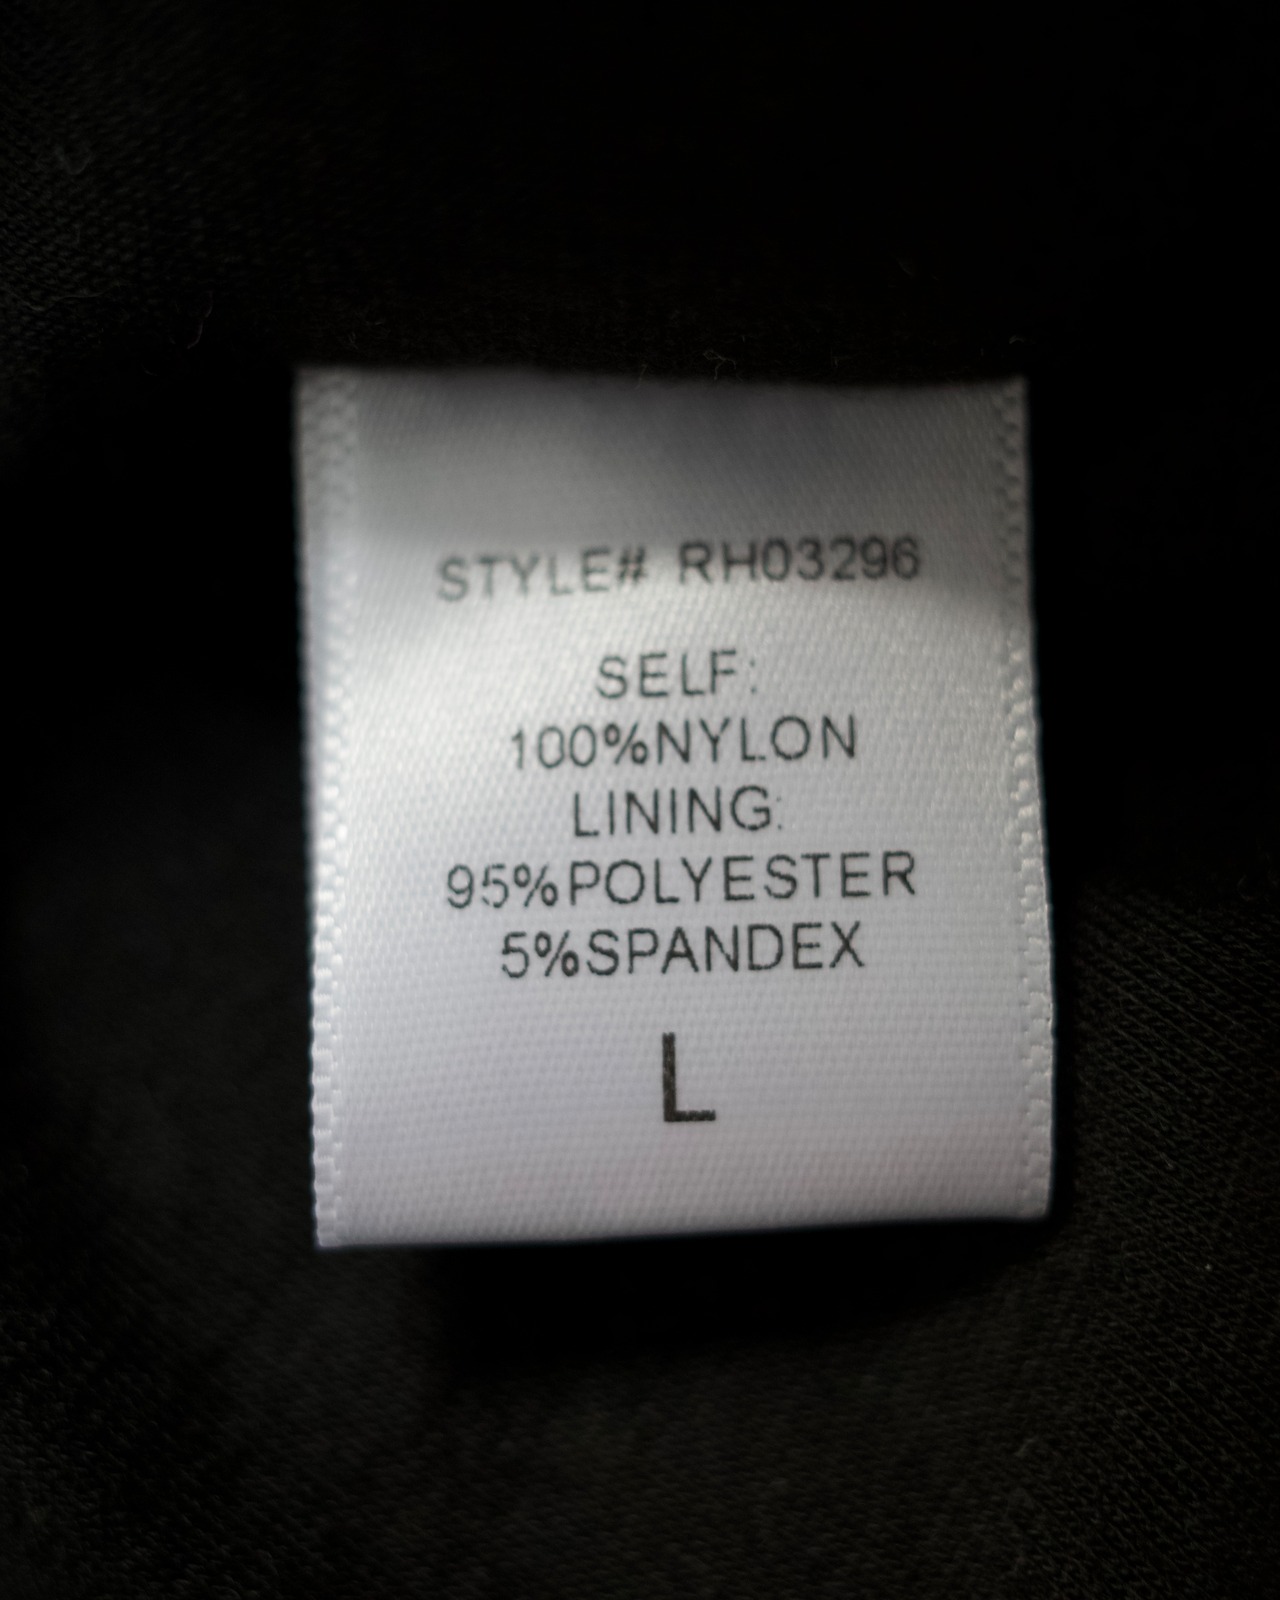 STYLE# RH03296
SELF:
100%NYLON
LINING:
95%POLYESTER
5%SPANDEX
L